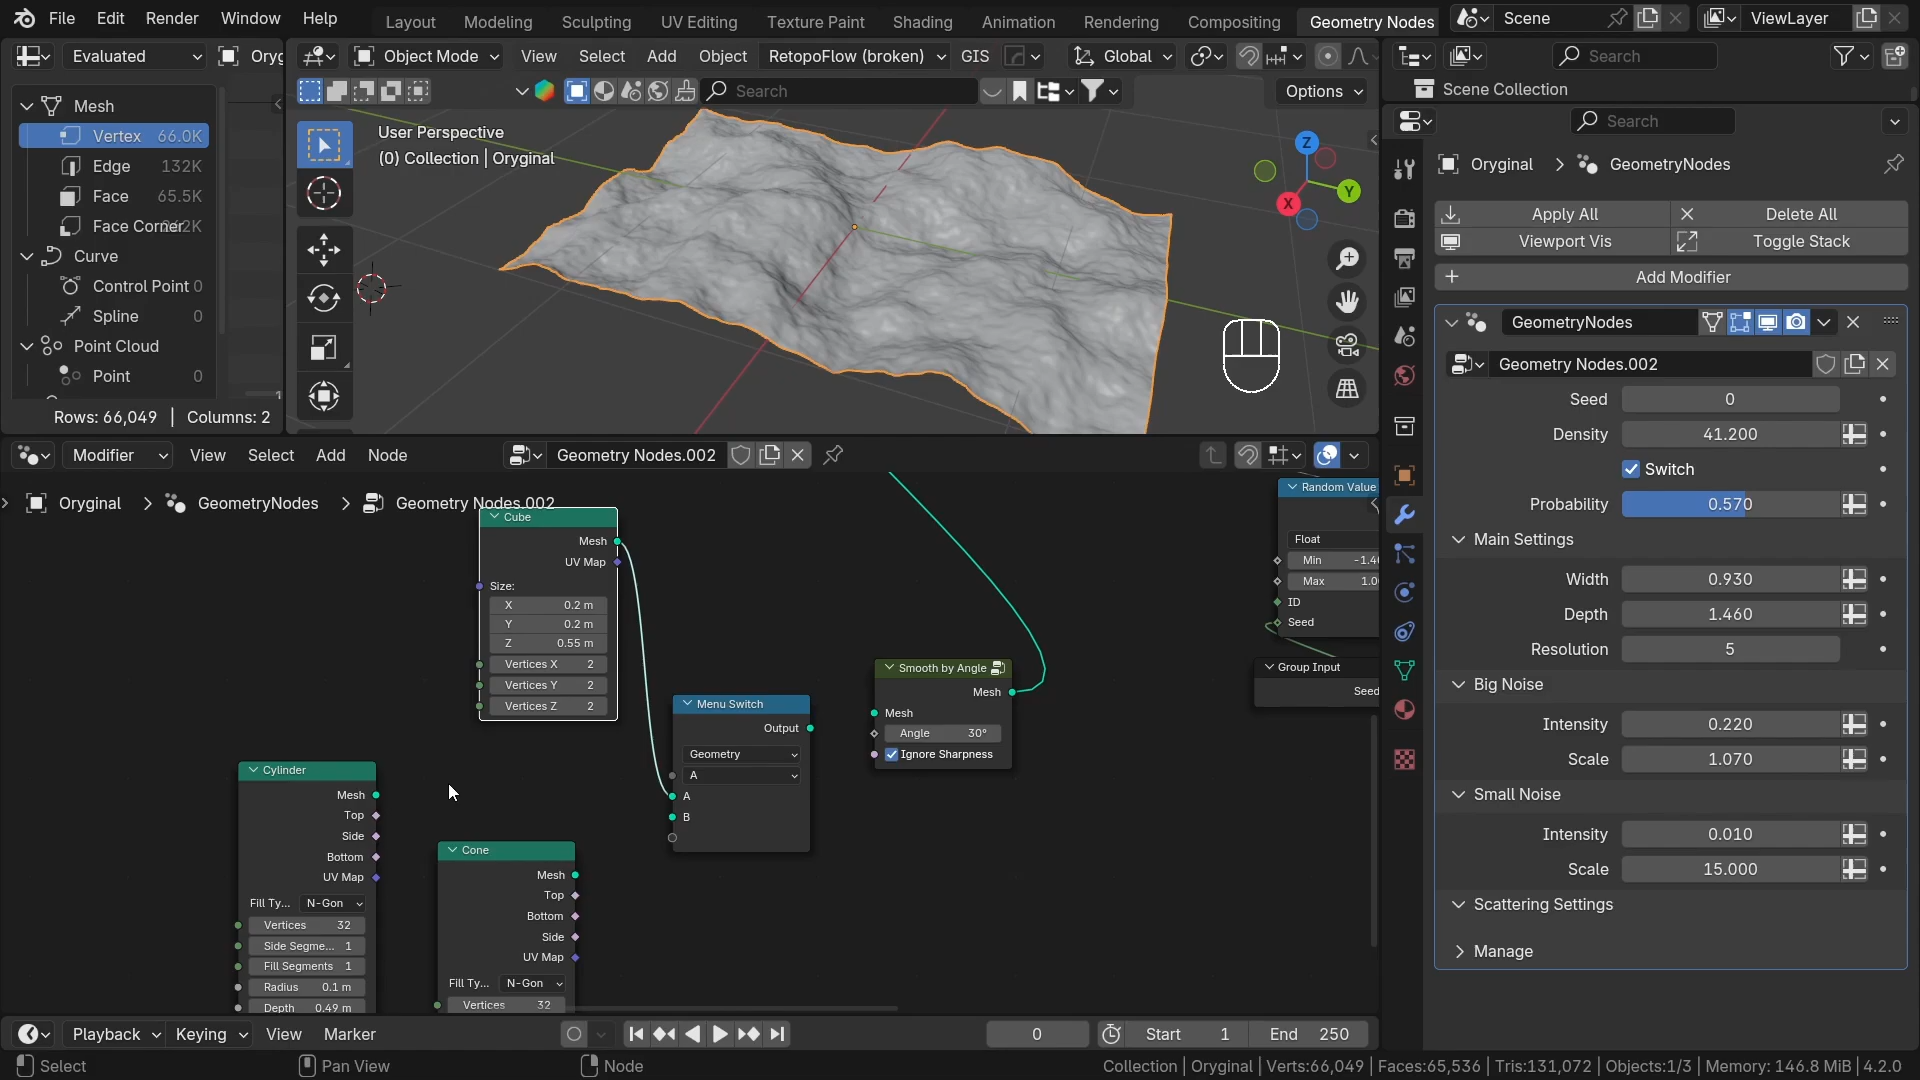 File Edit Render Window Help
Layout Modeling Sculpting UV Editing Texture Paint Shading Animation Rendering Compositing Geometry Nodes
Scene
ViewLayer
Evaluated
Object Mode View Select Add Object RetopoFlow (broken) GIS
Global
Search
Mesh
Vertex 66.0K
Edge 132K
Face 65.5K
Face Corner
Curve
Control Point 0
Spline 0
Point Cloud
Point 0
Rows: 66,049 | Columns: 2
Search
Options
User Perspective
(0) Collection | Oryginal
Z
Y
X
Scene Collection
Search
Oryginal > GeometryNodes
Apply All
Delete All
Viewport Vis
Toggle Stack
Add Modifier
GeometryNodes
Geometry Nodes.002
Seed 0
Density 41.200
Switch
Probability 0.570
Main Settings
Width 0.930
Depth 1.460
Resolution 5
Big Noise
Intensity 0.220
Scale 1.070
Small Noise
Intensity 0.010
Scale 15.000
Scattering Settings
Manage
Modifier View Select Add Node
Geometry Nodes.002
Oryginal > GeometryNodes > Geometry Nodes.002
Cube
Mesh
UV Map
Size:
X 0.2 m
Y 0.2 m
Z 0.55 m
Vertices X 2
Vertices Y 2
Vertices Z 2
Menu Switch
Output
Geometry
A
A
B
Smooth by Angle
Mesh
Mesh
Angle 30°
Ignore Sharpness
Random Value
Float
Min
Max
ID
Seed
Group Input
Seed
Cylinder
Mesh
Top
Side
Bottom
UV Map
Fill Ty... N-Gon
Vertices 32
Side Segme... 1
Fill Segments 1
Radius 0.1 m
Depth 0.49 m
Cone
Mesh
Top
Bottom
Side
UV Map
Fill Ty... N-Gon
Vertices 32
Playback Keying View Marker
0
Start 1
End 250
Select
Pan View
Node
Collection | Oryginal | Verts:66,049 | Faces:65,536 | Tris:131,072 | Objects:1/3 | Memory: 146.8 MiB | 4.2.0